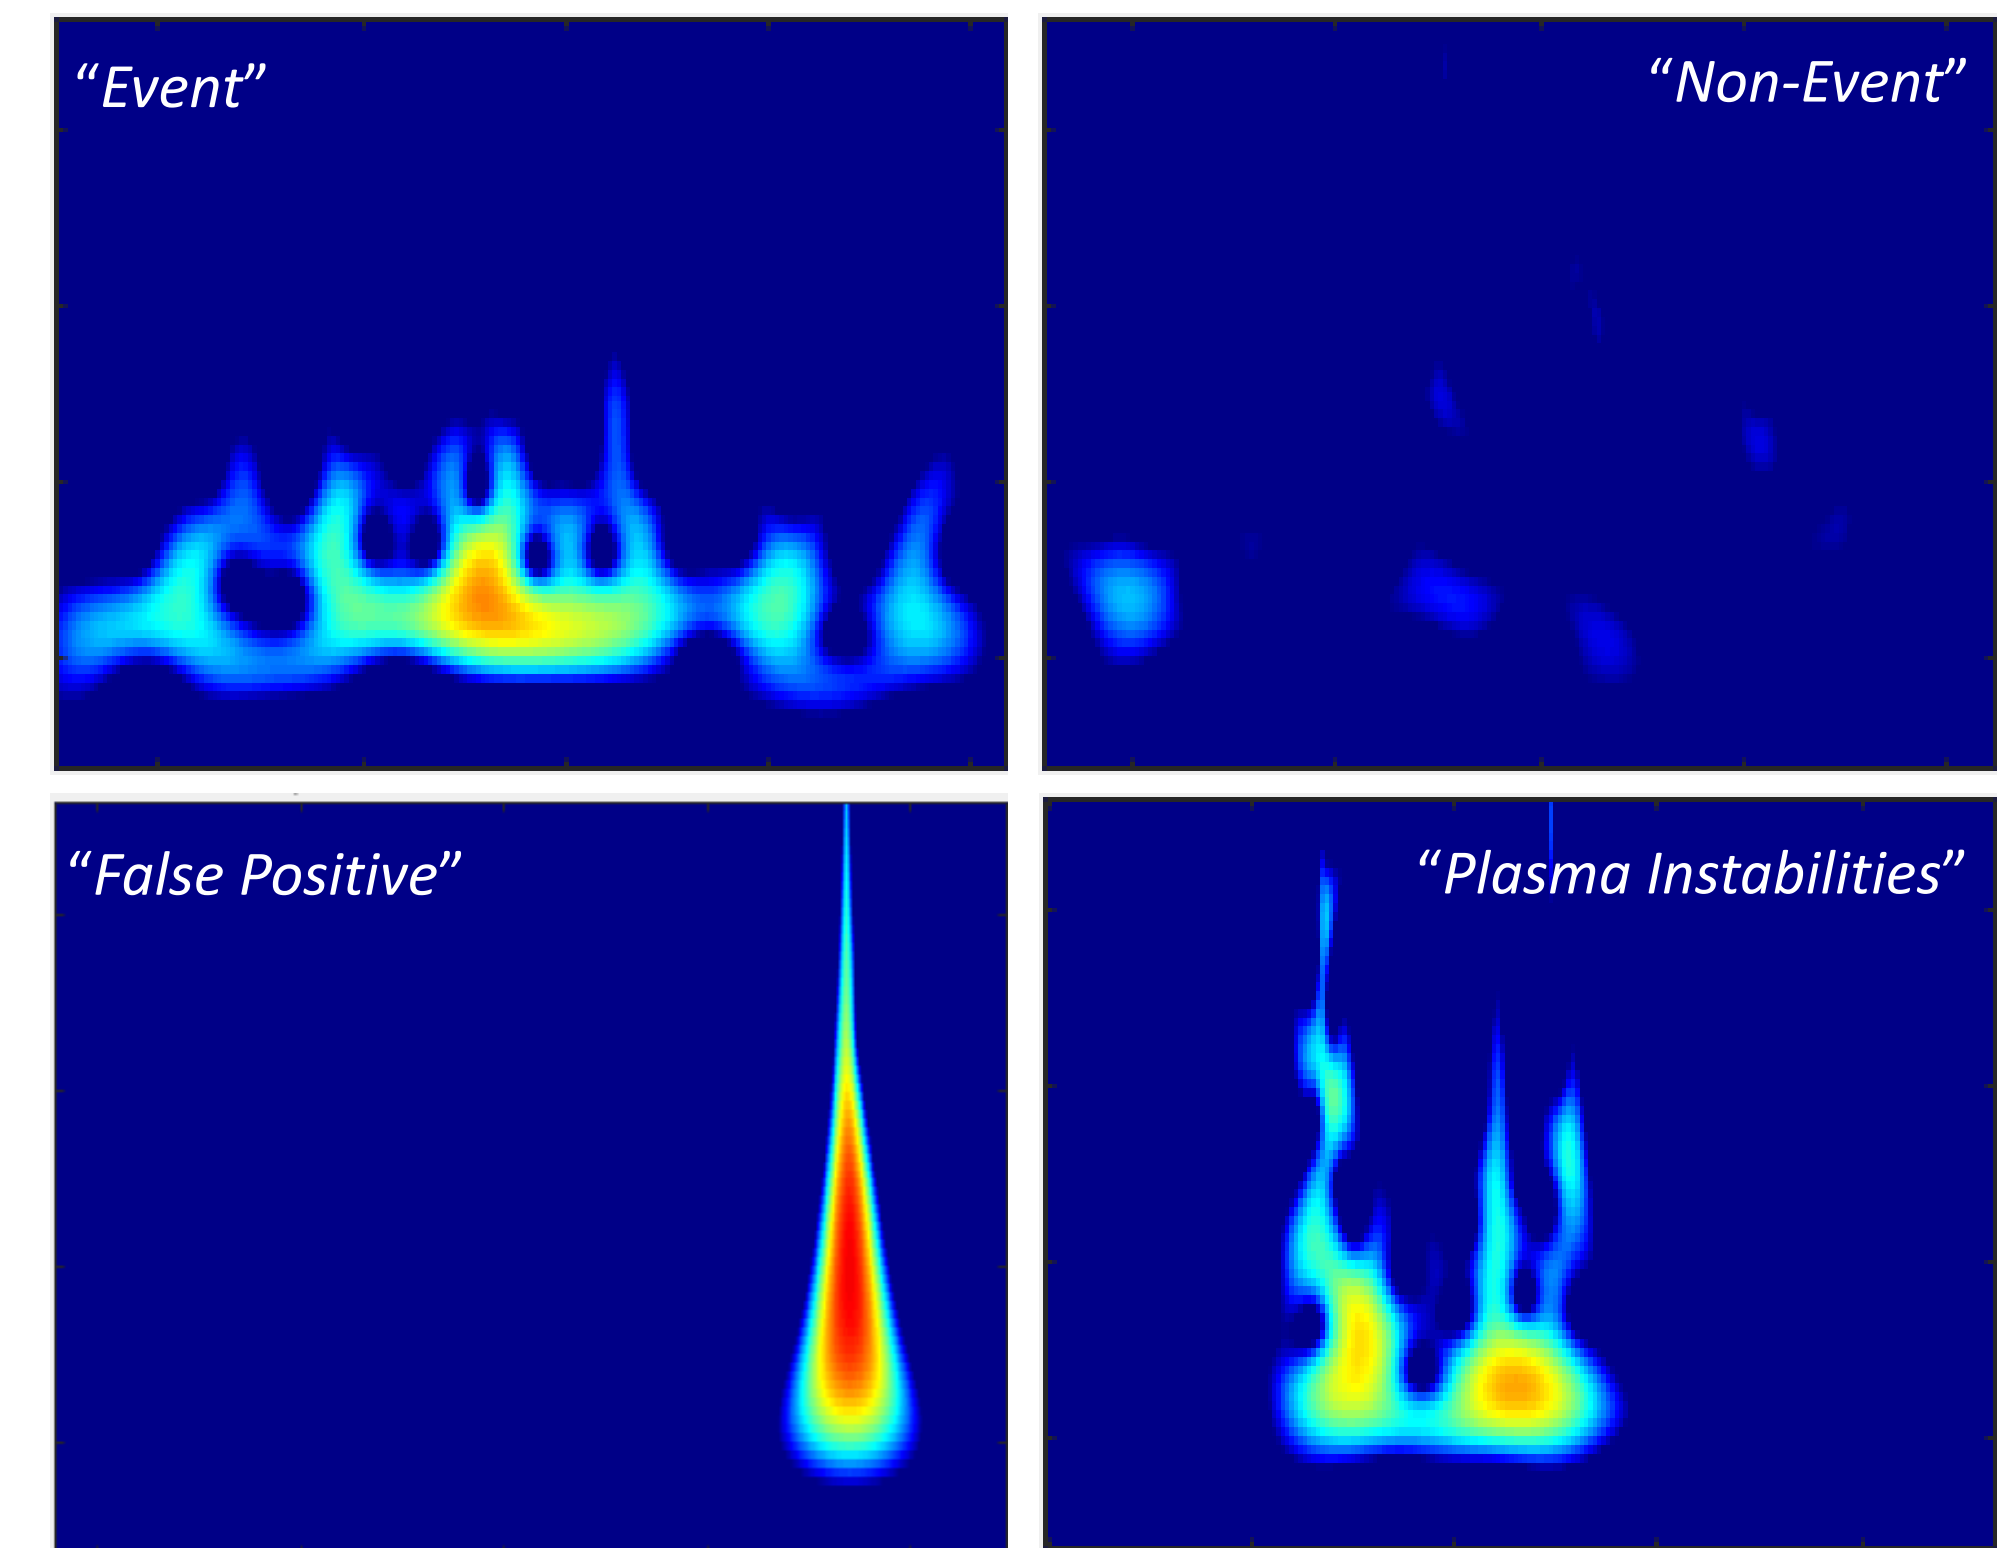 “Event”
“Non-Event”
“False Positive”
“Plasma Instabilities”